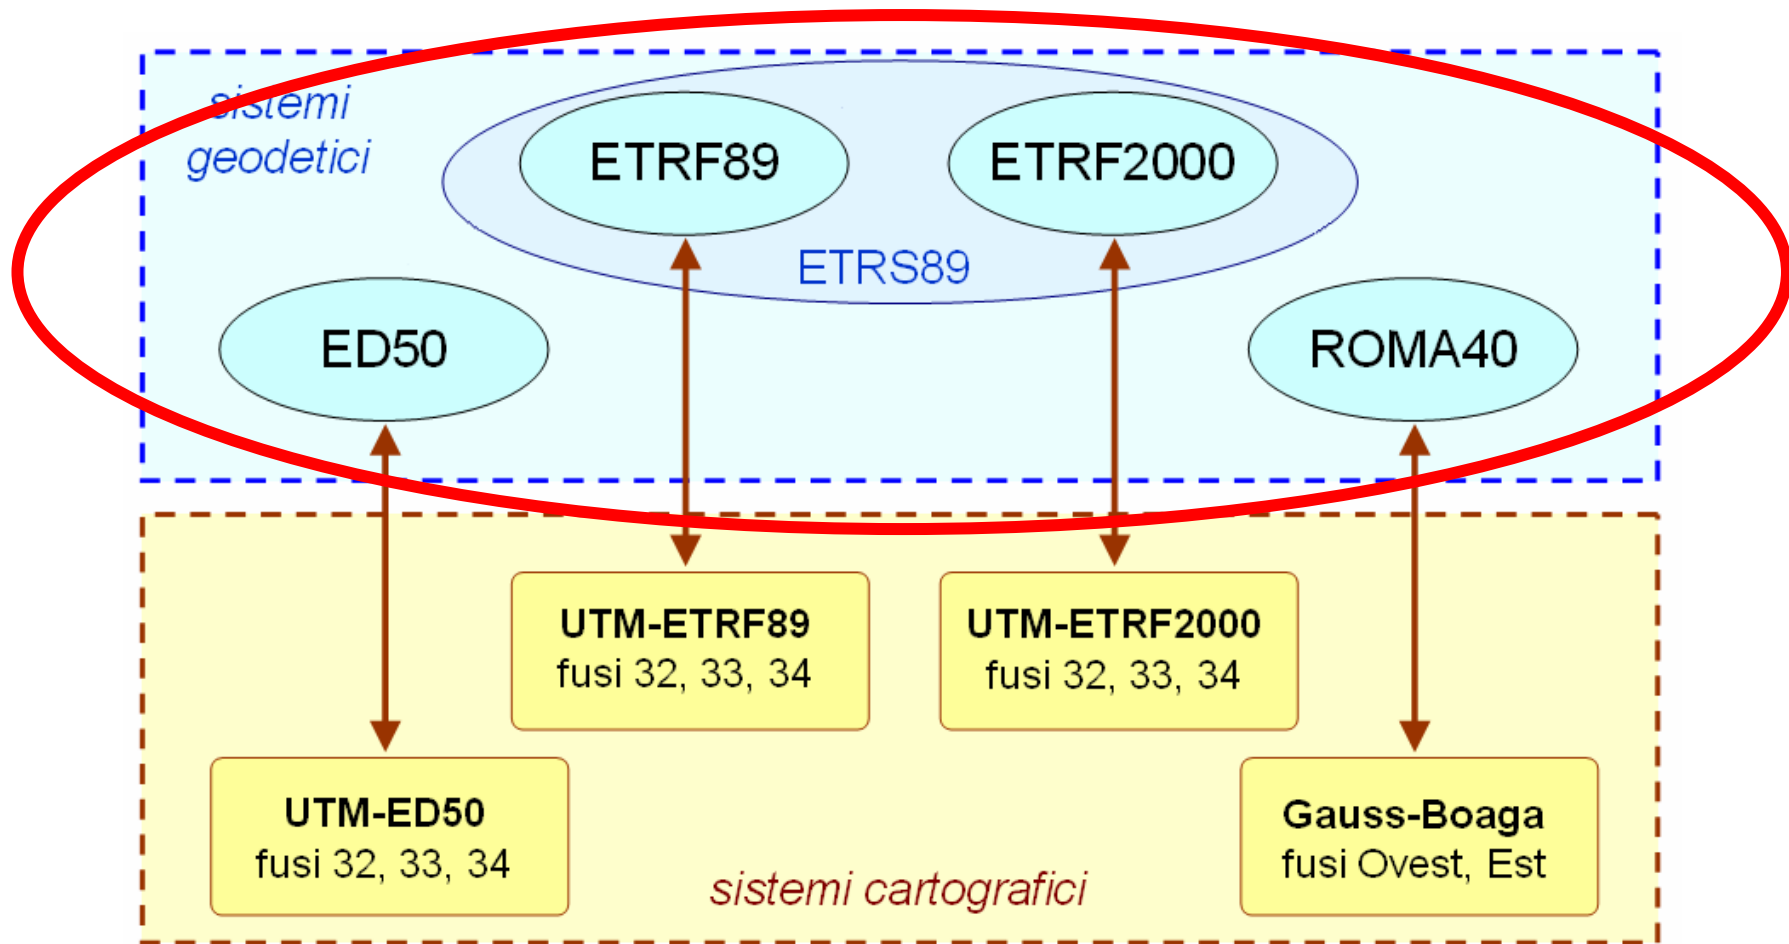 sistemi
geodetici
ETRF89
ETRF2000
ETRS89
ED50
ROMA40
UTM-ETRF89
fusi 32, 33, 34
UTM-ETRF2000
fusi 32, 33, 34
UTM-ED50
fusi 32, 33, 34
Gauss-Boaga
fusi Ovest, Est
sistemi cartografici